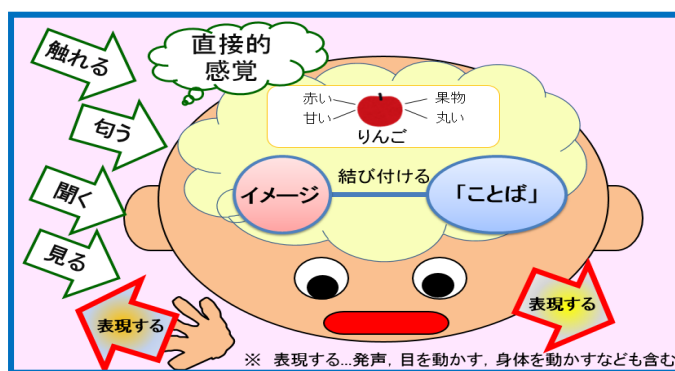 触れる
直接的
感覚
匂う
聞く
見る
赤い
甘い
果物
丸い
りんご
イメージ
結び付ける
「ことば」
表現する
表現する
※ 表現する…発声，目を動かす，身体を動かすなども含む